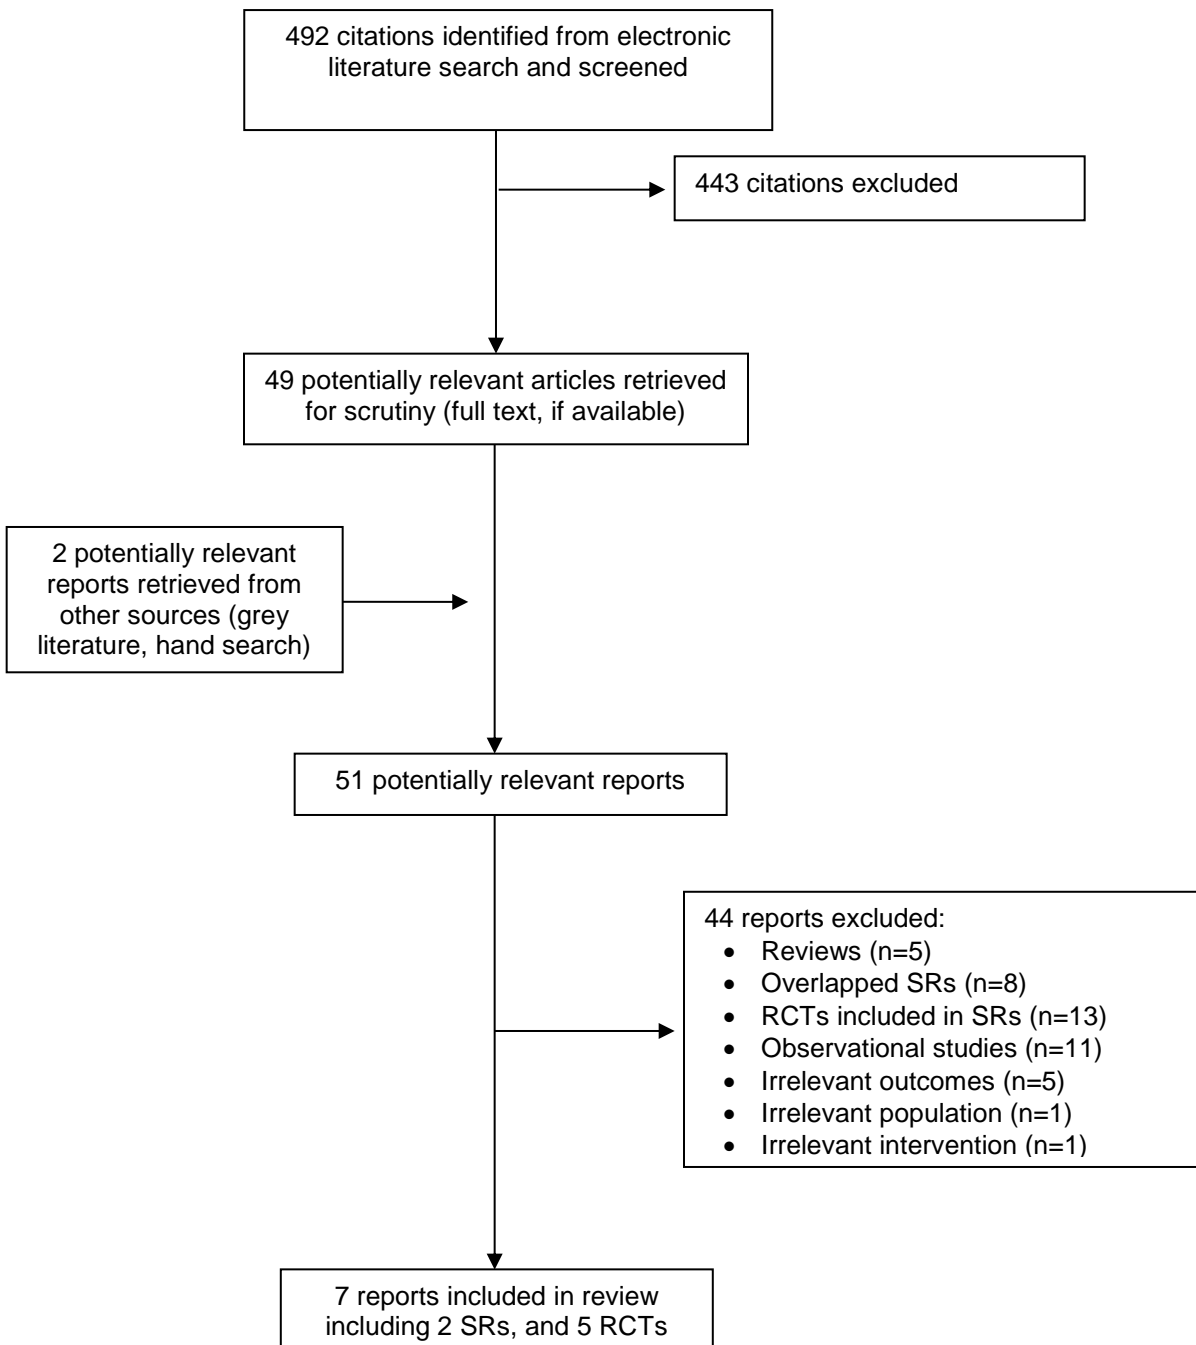 492 citations identified from electronic
literature search and screened
443 citations excluded
49 potentially relevant articles retrieved
for scrutiny (full text, if available)
2 potentially relevant
reports retrieved from
other sources (grey
literature, hand search)
51 potentially relevant reports
44 reports excluded:
• Reviews (n=5)
• Overlapped SRs (n=8)
• RCTs included in SRs (n=13)
• Observational studies (n=11)
• Irrelevant outcomes (n=5)
• Irrelevant population (n=1)
• Irrelevant intervention (n=1)
7 reports included in review
including 2 SRs, and 5 RCTs